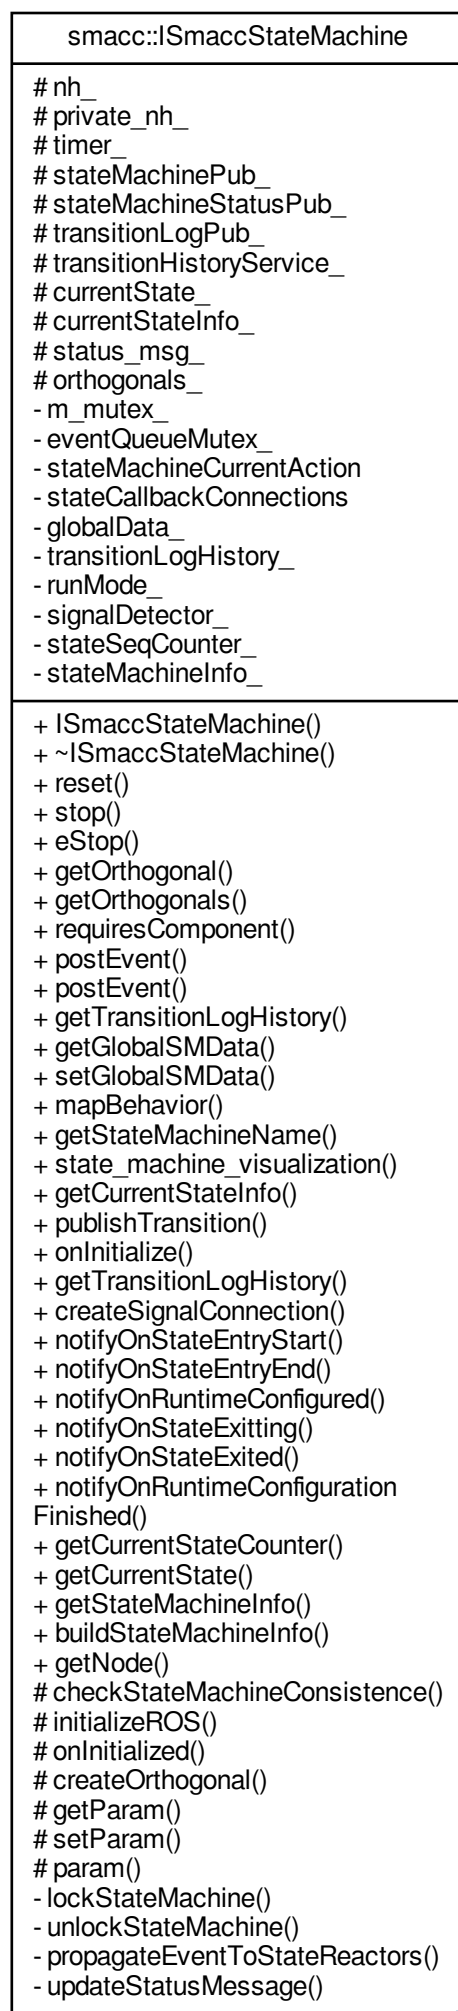 smacc::ISmaccStateMachine
# nh_
# private_nh_
# timer_
# stateMachinePub_
# stateMachineStatusPub_
# transitionLogPub_
# transitionHistoryService_
# currentState_
# currentStateInfo_
# status_msg_
# orthogonals_
- m_mutex_
- eventQueueMutex_
- stateMachineCurrentAction
- stateCallbackConnections
- globalData_
- transitionLogHistory_
- runMode_
- signalDetector_
- stateSeqCounter_
- stateMachineInfo_
+ ISmaccStateMachine()
+ ~ISmaccStateMachine()
+ reset()
+ stop()
+ eStop()
+ getOrthogonal()
+ getOrthogonals()
+ requiresComponent()
+ postEvent()
+ postEvent()
+ getTransitionLogHistory()
+ getGlobalSMData()
+ setGlobalSMData()
+ mapBehavior()
+ getStateMachineName()
+ state_machine_visualization()
+ getCurrentStateInfo()
+ publishTransition()
+ onInitialize()
+ getTransitionLogHistory()
+ createSignalConnection()
+ notifyOnStateEntryStart()
+ notifyOnStateEntryEnd()
+ notifyOnRuntimeConfigured()
+ notifyOnStateExitting()
+ notifyOnStateExited()
+ notifyOnRuntimeConfiguration
Finished()
+ getCurrentStateCounter()
+ getCurrentState()
+ getStateMachineInfo()
+ buildStateMachineInfo()
+ getNode()
# checkStateMachineConsistence()
# initializeROS()
# onInitialized()
# createOrthogonal()
# getParam()
# setParam()
# param()
- lockStateMachine()
- unlockStateMachine()
- propagateEventToStateReactors()
- updateStatusMessage()